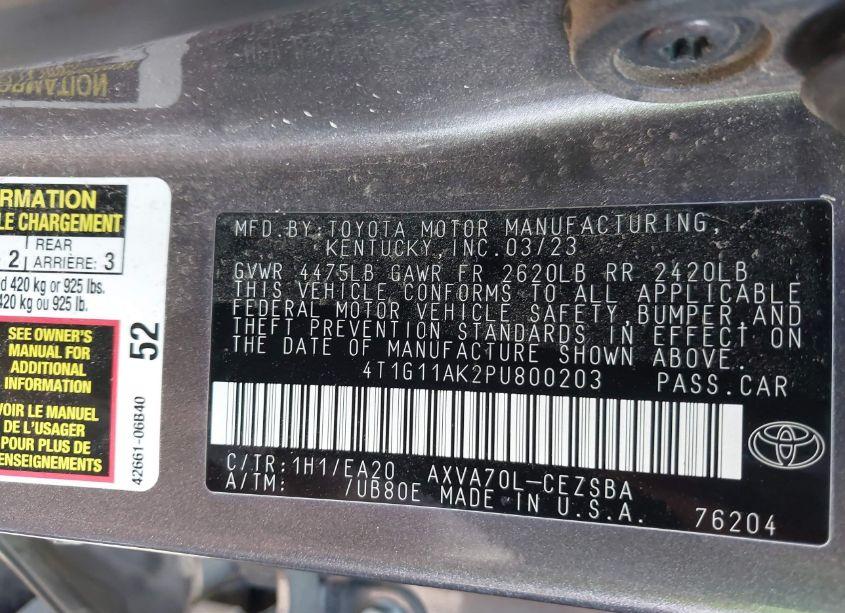 NOITAMRO
RMATION
LE CHARGEMENT
2 | REAR ARRIÈRE: 3
d 420 kg or 925 lbs.
420 kg ou 925 lb.
SEE OWNER'S
MANUAL FOR
ADDITIONAL
INFORMATION
VOIR LE MANUEL
DE L'USAGER
POUR PLUS DE
RENSEIGNEMENTS
52
42661-06B40
MFD.BY:TOYOTA MOTOR MANUFACTURING,
KENTUCKY,INC.03/23
GVWR 4475LB GAWR FR 2620LB RR 2420LB
THIS VEHICLE CONFORMS TO ALL APPLICABLE
FEDERAL MOTOR VEHICLE SAFETY,BUMPER,AND
THEFT PREVENTION STANDARDS IN EFFECT ON
THE DATE OF MANUFACTURE SHOWN ABOVE.
4T1G11AK2PU800203 PASS.CAR
C/TR:1H1/EA20 AXVA70L-CEZSBA
A/TM: /UB80E MADE IN U.S.A.
76204